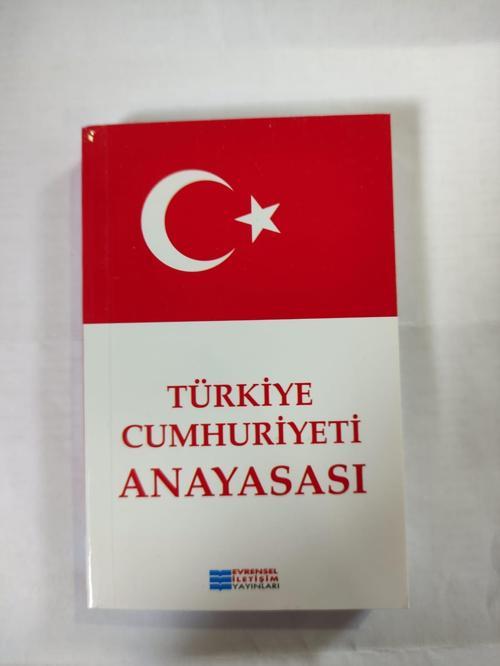 TÜRKİYE
CUMHURİYETİ
ANAYASASI
EVRENSEL
İLETİŞİM
YAYINLARI